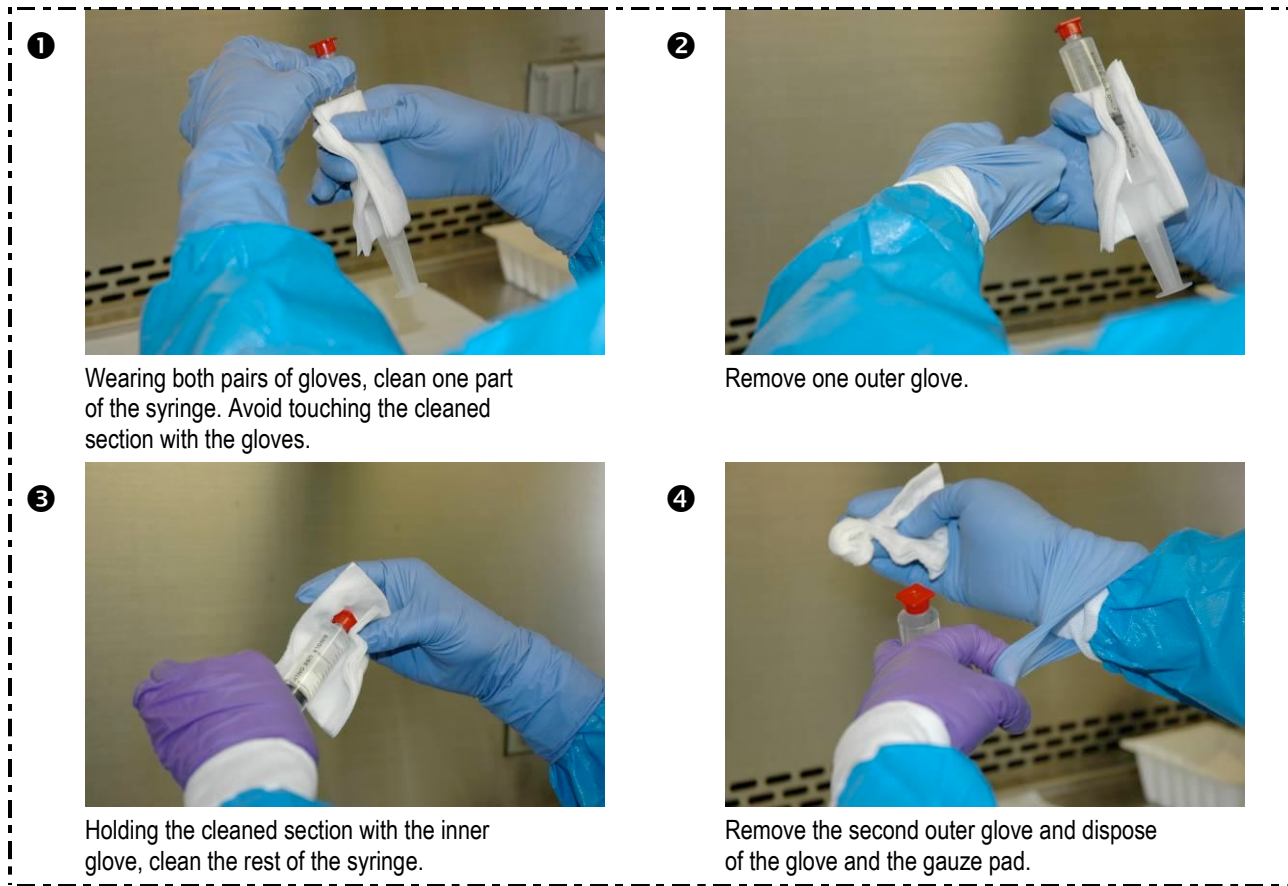 ❶
Wearing both pairs of gloves, clean one part
of the syringe. Avoid touching the cleaned
section with the gloves.
❷
Remove one outer glove.
❸
Holding the cleaned section with the inner
glove, clean the rest of the syringe.
❹
Remove the second outer glove and dispose
of the glove and the gauze pad.